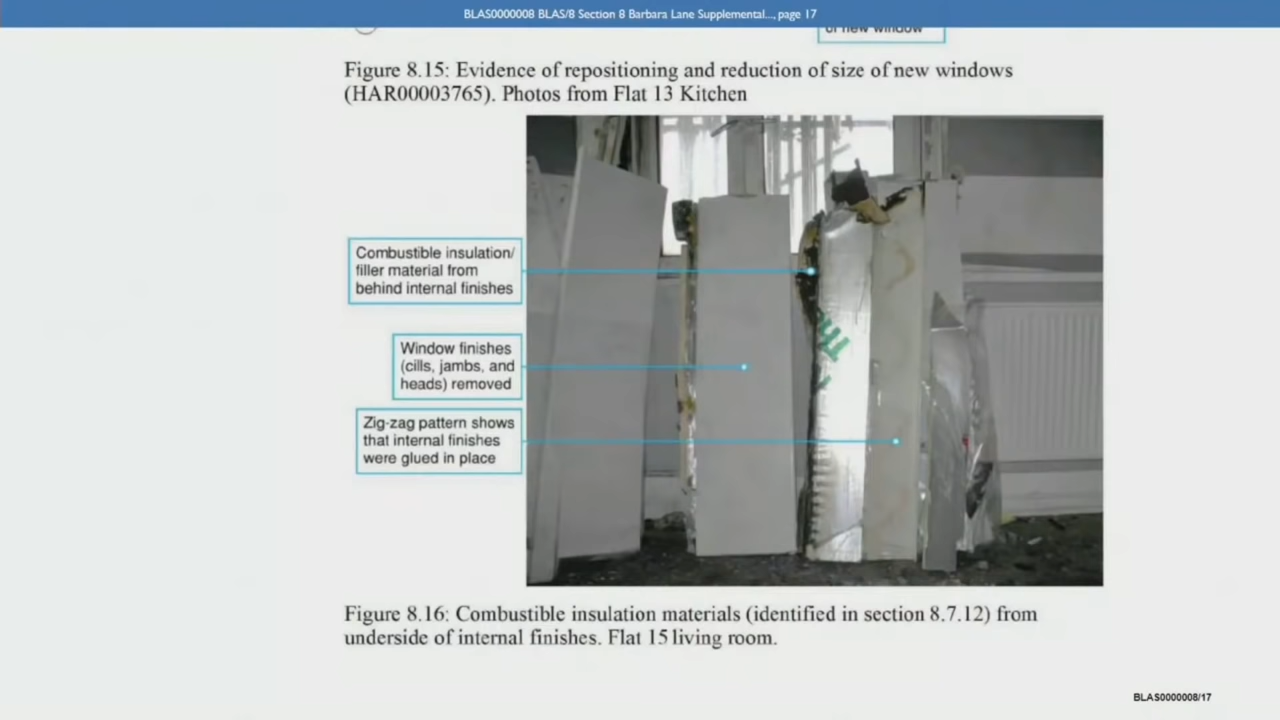 BLAS0000008 BLAS/8 Section 8 Barbara Lane Supplemental..., page 17
of new window
Figure 8.15: Evidence of repositioning and reduction of size of new windows
(HAR00003765). Photos from Flat 13 Kitchen
Combustible insulation/
filler material from
behind internal finishes
Window finishes
(cills, jambs, and
heads) removed
Zig-zag pattern shows
that internal finishes
were glued in place
Figure 8.16: Combustible insulation materials (identified in section 8.7.12) from
underside of internal finishes. Flat 15 living room.
BLAS0000008/17